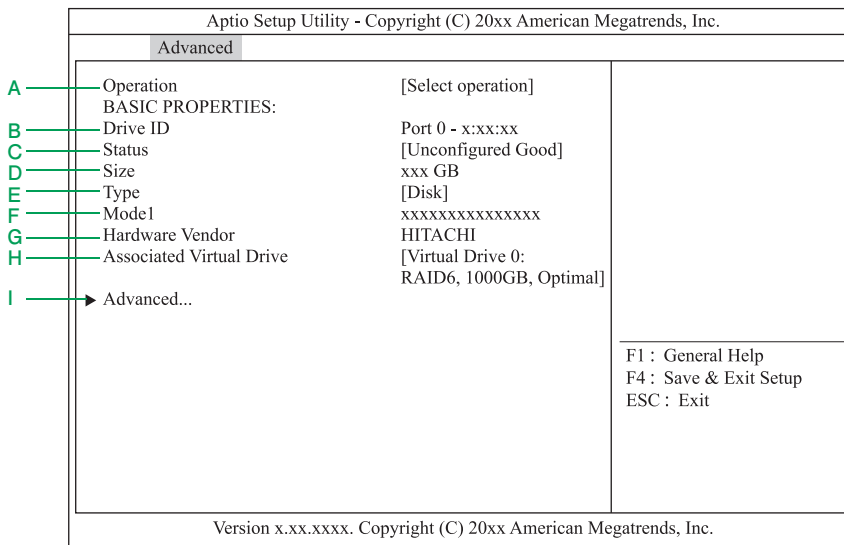 Aptio Setup Utility - Copyright (C) 20xx American Megatrends, Inc.
Advanced
A Operation [Select operation]
BASIC PROPERTIES:
B Drive ID Port 0 - x:xx:xx
C Status [Unconfigured Good]
D Size xxx GB
E Type [Disk]
F Mode1 xxxxxxxxxxxxxxx
G Hardware Vendor HITACHI
H Associated Virtual Drive [Virtual Drive 0:
RAID6, 1000GB, Optimal]
I ▶ Advanced...
F1 : General Help
F4 : Save & Exit Setup
ESC : Exit
Version x.xx.xxxx. Copyright (C) 20xx American Megatrends, Inc.